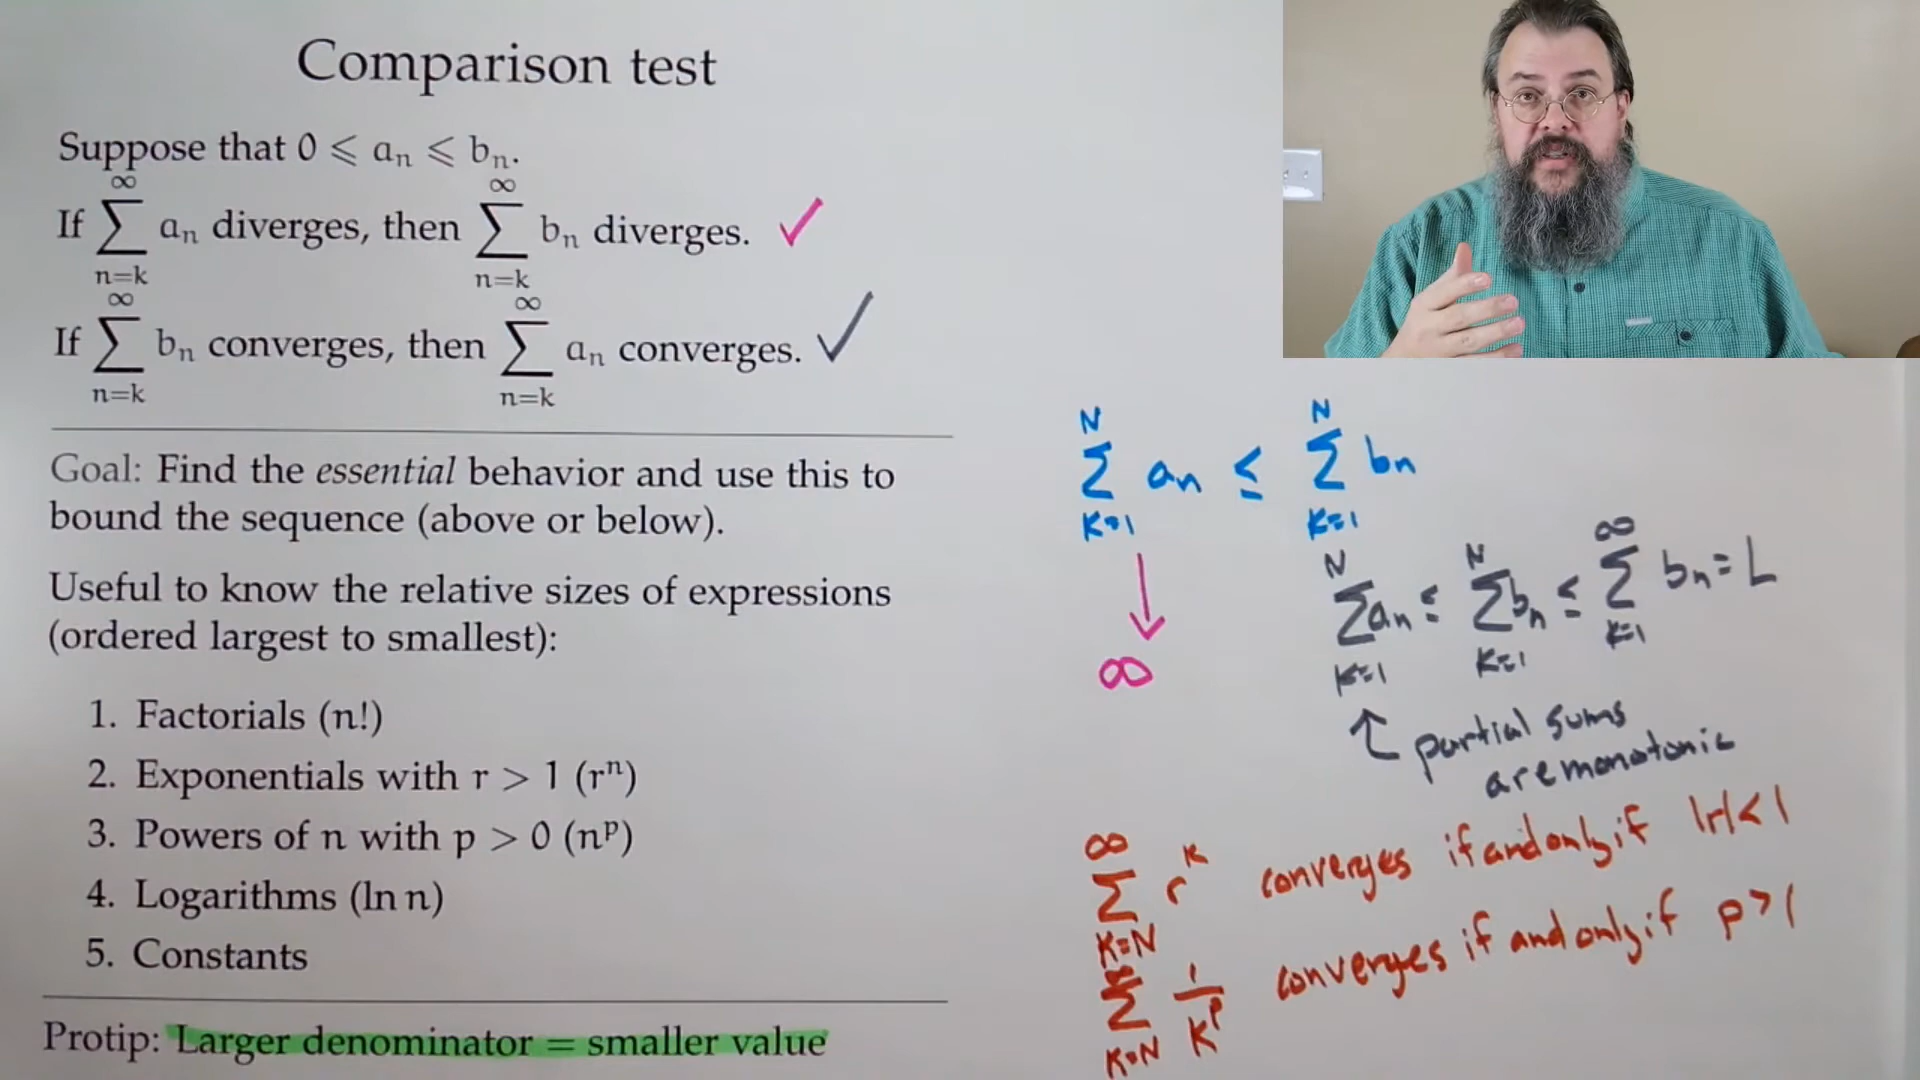 Comparison test
Suppose that 0 ⩽ aₙ ⩽ bₙ.
If ∑_{n=k}^{∞} aₙ diverges, then ∑_{n=k}^{∞} bₙ diverges. ✓
If ∑_{n=k}^{∞} bₙ converges, then ∑_{n=k}^{∞} aₙ converges. ✓
Goal: Find the essential behavior and use this to
bound the sequence (above or below).
Useful to know the relative sizes of expressions
(ordered largest to smallest):
1. Factorials (n!)
2. Exponentials with r > 1 (rⁿ)
3. Powers of n with p > 0 (nᵖ)
4. Logarithms (ln n)
5. Constants
Protip: Larger denominator = smaller value
∑_{k=1}^{N} aₙ ≤ ∑_{k=1}^{N} bₙ
↓
∞
∑_{k=1}^{N} aₙ ≤ ∑_{k=1}^{N} bₙ ≤ ∑_{k=1}^{∞} bₙ = L
partial sums
are monotonic
∑_{k=N}^{∞} r^k converges if and only if |r| < 1
∑_{k=N}^{∞} 1/k^p converges if and only if p > 1